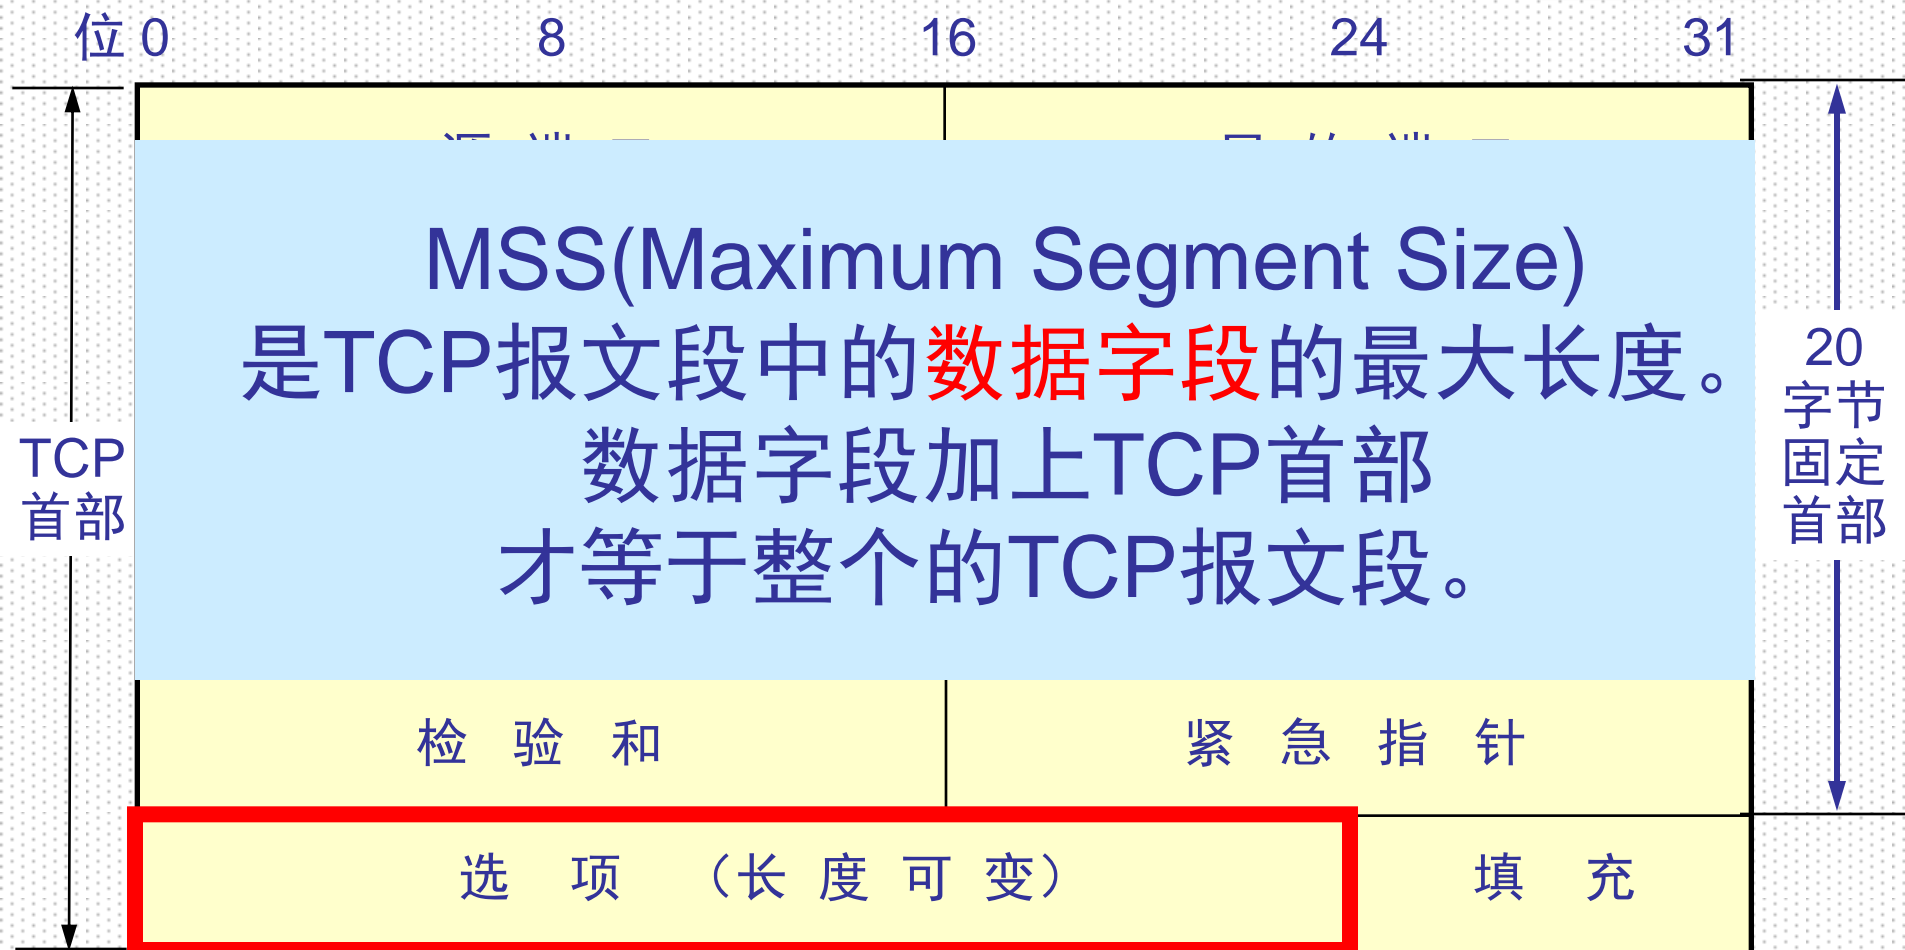 位 0 8 16 24 31
MSS(Maximum Segment Size)
是TCP报文段中的数据字段的最大长度。
数据字段加上TCP首部
才等于整个的TCP报文段。
TCP
首部
20
字节
固定
首部
检 验 和 紧 急 指 针
选 项 （长 度 可 变） 填 充